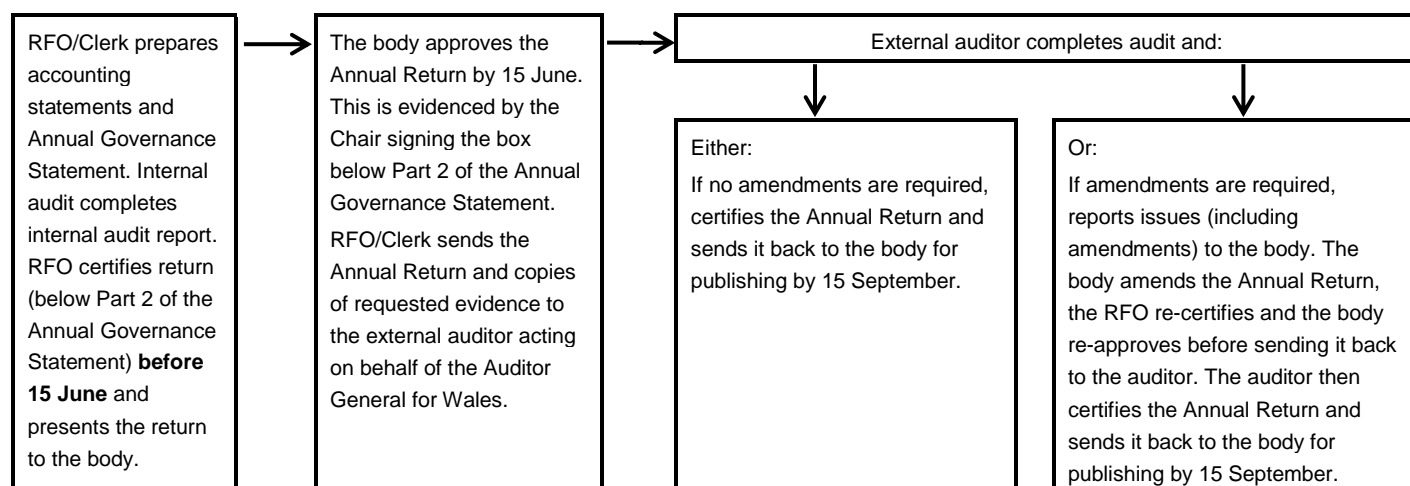 RFO/Clerk prepares
accounting
statements and
Annual Governance
Statement. Internal
audit completes
internal audit report.
RFO certifies return
(below Part 2 of the
Annual Governance
Statement) before
15 June and
presents the return
to the body.
The body approves the
Annual Return by 15 June.
This is evidenced by the
Chair signing the box
below Part 2 of the Annual
Governance Statement.
RFO/Clerk sends the
Annual Return and copies
of requested evidence to
the external auditor acting
on behalf of the Auditor
General for Wales.
External auditor completes audit and:
Either:
If no amendments are required,
certifies the Annual Return and
sends it back to the body for
publishing by 15 September.
Or:
If amendments are required,
reports issues (including
amendments) to the body. The
body amends the Annual Return,
the RFO re-certifies and the body
re-approves before sending it back
to the auditor. The auditor then
certifies the Annual Return and
sends it back to the body for
publishing by 15 September.